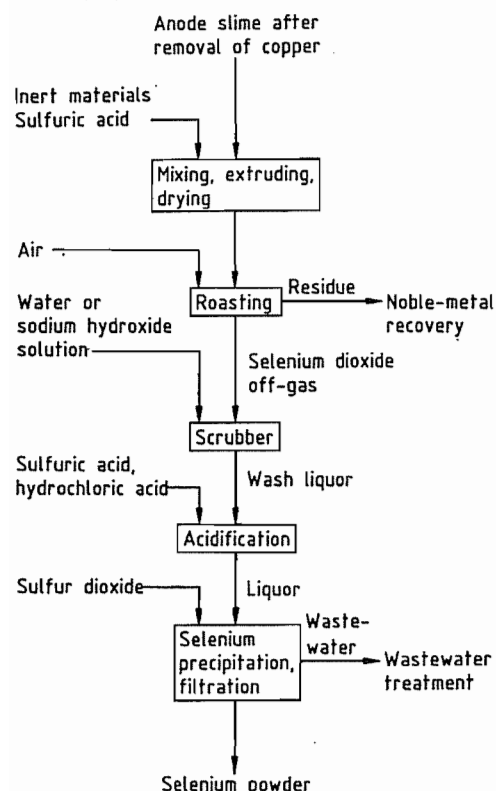 Anode slime after
removal of copper
Inert materials
Sulfuric acid
Mixing, extruding,
drying
Air
Roasting
Residue
Noble-metal
recovery
Water or
sodium hydroxide
solution
Selenium dioxide
off-gas
Scrubber
Sulfuric acid,
hydrochloric acid
Wash liquor
Acidification
Sulfur dioxide
Liquor
Selenium
precipitation,
filtration
Waste-
water
Wastewater
treatment
Selenium powder